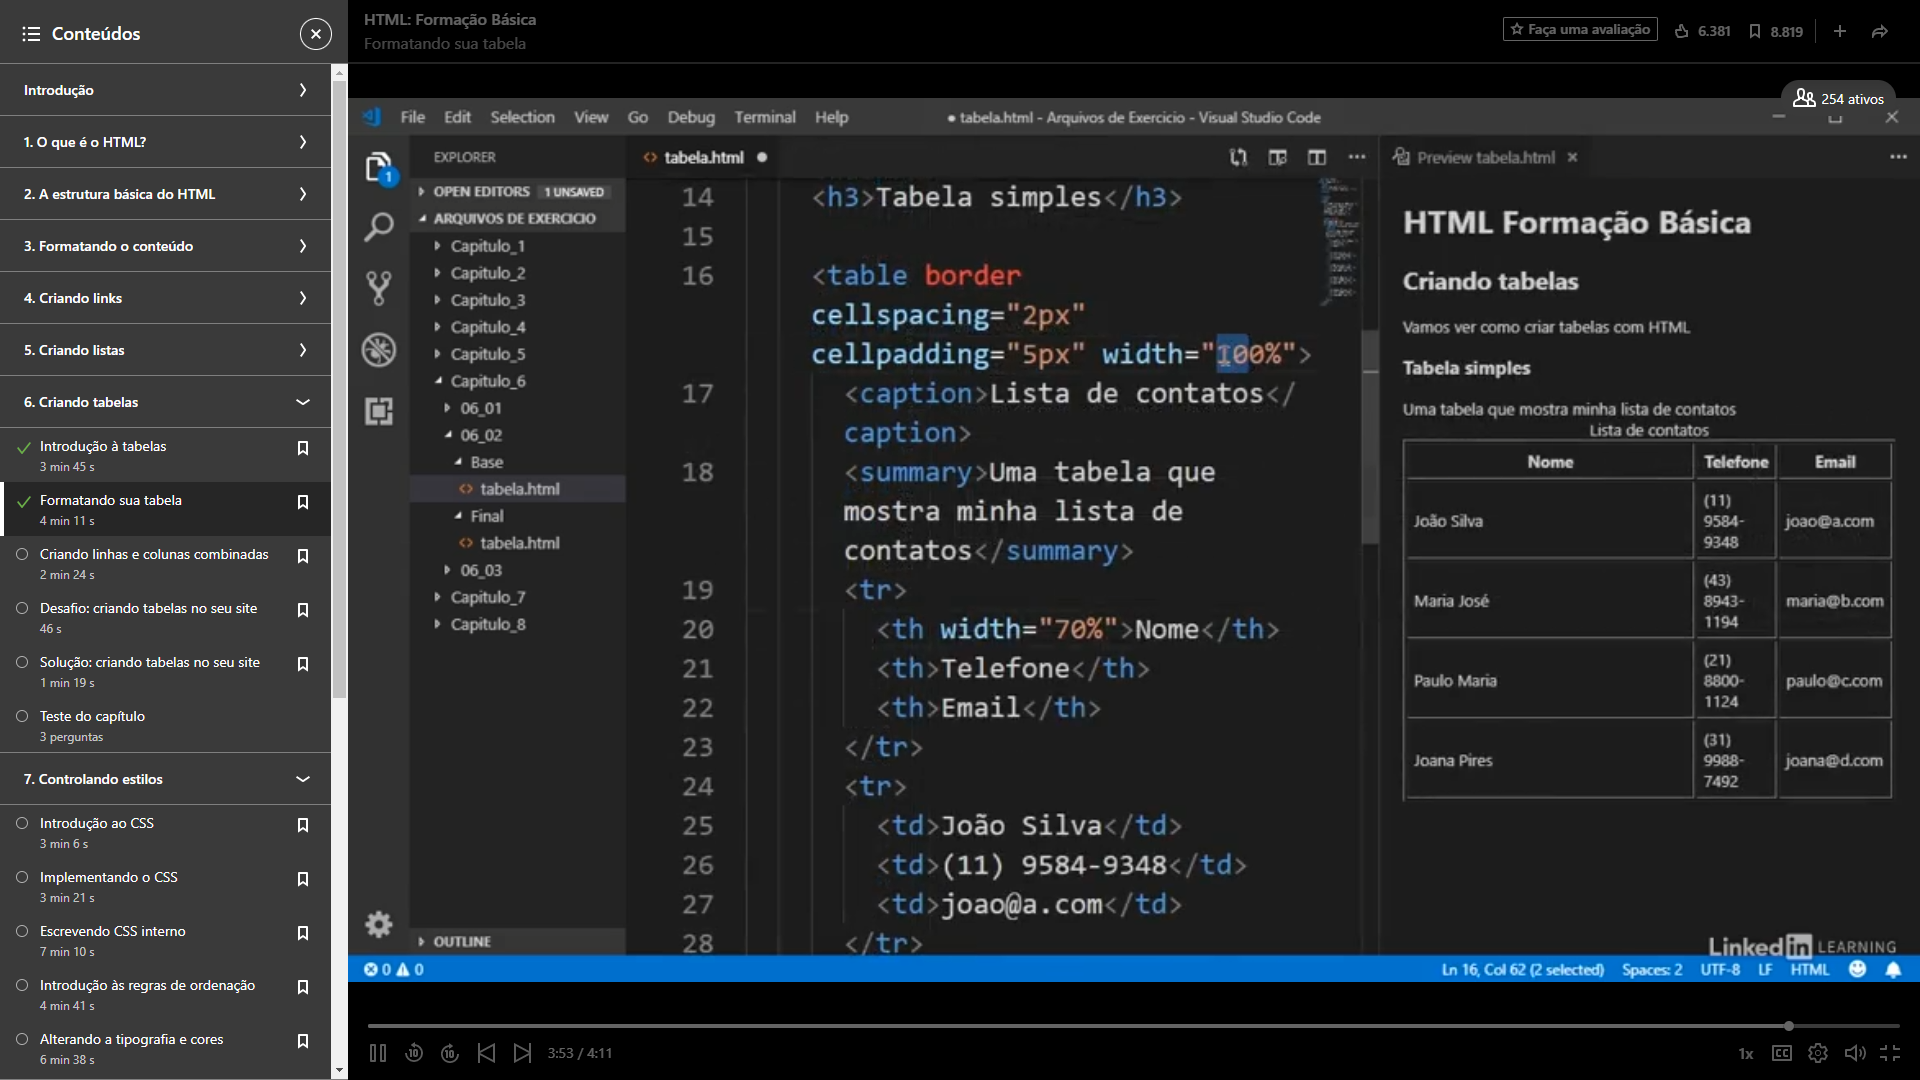 Conteúdos
Introdução
1. O que é o HTML?
2. A estrutura básica do HTML
3. Formatando o conteúdo
4. Criando links
5. Criando listas
6. Criando tabelas
Introdução à tabelas
3 min 45 s
Formatando sua tabela
4 min 11 s
Criando linhas e colunas combinadas
2 min 24 s
Desafio: criando tabelas no seu site
46 s
Solução: criando tabelas no seu site
1 min 19 s
Teste do capítulo
3 perguntas
7. Controlando estilos
Introdução ao CSS
3 min 6 s
Implementando o CSS
3 min 21 s
Escrevendo CSS interno
7 min 10 s
Introdução às regras de ordenação
4 min 41 s
Alterando a tipografia e cores
6 min 38 s
HTML: Formação Básica
Formatando sua tabela
Faça uma avaliação
6.381
8.819
254 ativos
File Edit Selection View Go Debug Terminal Help
● tabela.html - Arquivos de Exercicio - Visual Studio Code
1
EXPLORER
OPEN EDITORS 1 UNSAVED
ARQUIVOS DE EXERCICIO
Capitulo_1
Capitulo_2
Capitulo_3
Capitulo_4
Capitulo_5
Capitulo_6
06_01
06_02
Base
<> tabela.html
Final
<> tabela.html
06_03
Capitulo_7
Capitulo_8
OUTLINE
<> tabela.html ●
14 <h3>Tabela simples</h3>
15
16 <table border
cellspacing="2px"
cellpadding="5px" width="100%">
17 <caption>Lista de contatos</
caption>
18 <summary>Uma tabela que
mostra minha lista de
contatos</summary>
19 <tr>
20 <th width="70%">Nome</th>
21 <th>Telefone</th>
22 <th>Email</th>
23 </tr>
24 <tr>
25 <td>João Silva</td>
26 <td>(11) 9584-9348</td>
27 <td>joao@a.com</td>
28 </tr>
Preview tabela.html
HTML Formação Básica
Criando tabelas
Vamos ver como criar tabelas com HTML
Tabela simples
Uma tabela que mostra minha lista de contatos
Lista de contatos
Nome Telefone Email
João Silva (11) 9584-9348 joao@a.com
Maria José (43) 8943-1194 maria@b.com
Paulo Maria (21) 8800-1124 paulo@c.com
Joana Pires (31) 9988-7492 joana@d.com
Linked in LEARNING
0 0
Ln 16, Col 62 (2 selected) Spaces: 2 UTF-8 LF HTML
10 10 3:53 / 4:11
1x CC